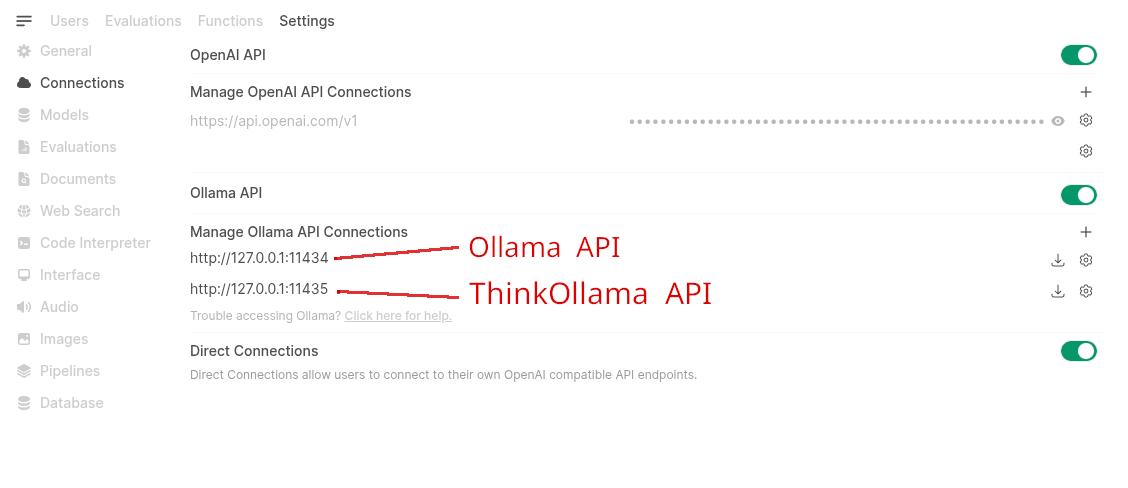 Users Evaluations Functions Settings
General
Connections
Models
Evaluations
Documents
Web Search
Code Interpreter
Interface
Audio
Images
Pipelines
Database
OpenAI API
Manage OpenAI API Connections
https://api.openai.com/v1
Ollama API
Manage Ollama API Connections
http://127.0.0.1:11434
Ollama API
http://127.0.0.1:11435
ThinkOllama API
Trouble accessing Ollama? Click here for help.
Direct Connections
Direct Connections allow users to connect to their own OpenAI compatible API endpoints.